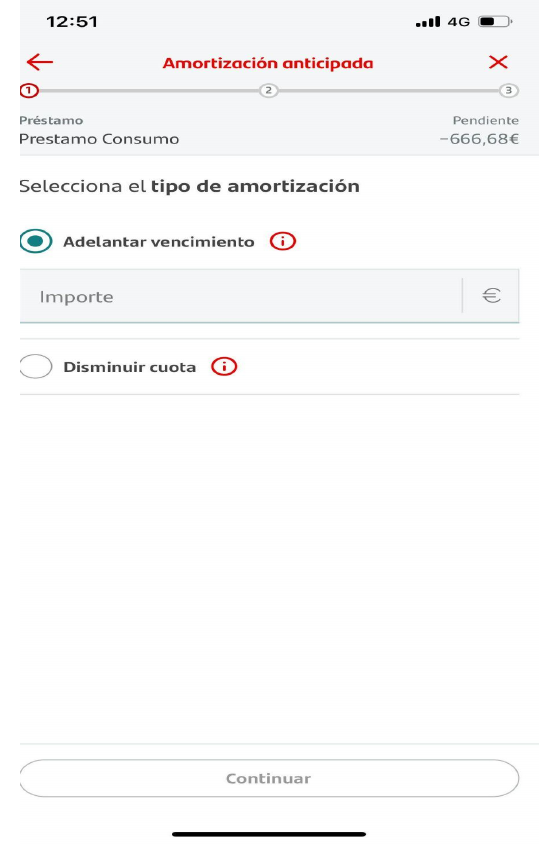 12:51 4G
Amortización anticipada
1 2 3
Préstamo Pendiente
Prestamo Consumo -666,68€
Selecciona el tipo de amortización
Adelantar vencimiento i
Importe €
Disminuir cuota i
Continuar